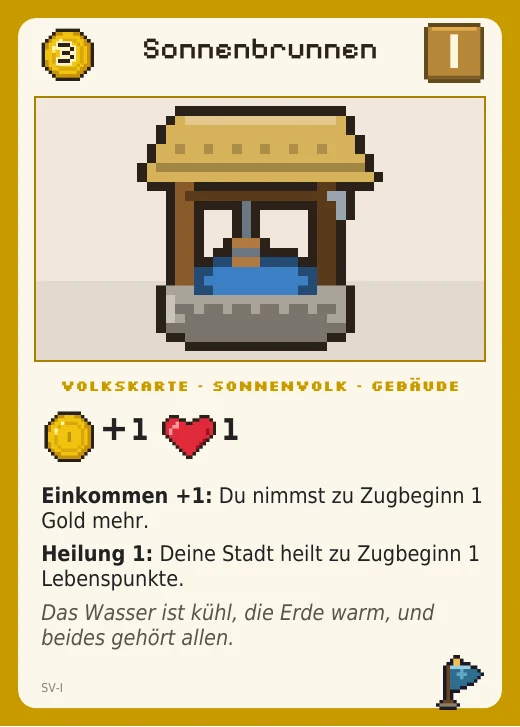 3
Sonnenbrunnen
I
VOLKSKARTE - SONNENVOLK - GEBÄUDE
+1 1
Einkommen +1: Du nimmst zu Zugbeginn 1
Gold mehr.
Heilung 1: Deine Stadt heilt zu Zugbeginn 1
Lebenspunkte.
Das Wasser ist kühl, die Erde warm, und
beides gehört allen.
SV-I